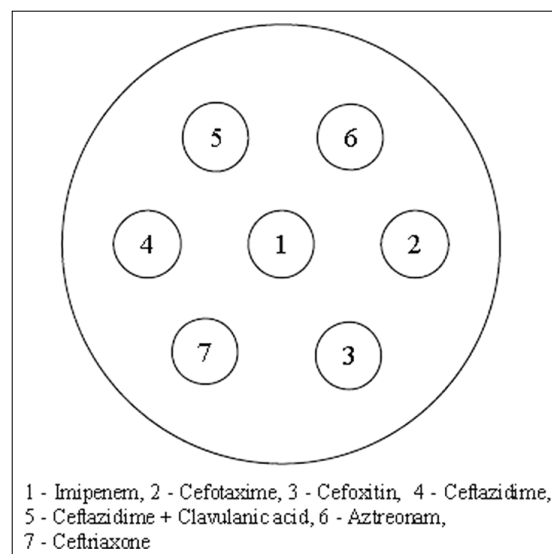 5 6
4 1 2
7 3
1 - Imipenem, 2 - Cefotaxime, 3 - Cefoxitin, 4 - Ceftazidime,
5 - Ceftazidime + Clavulanic acid, 6 - Aztreonam,
7 - Ceftriaxone